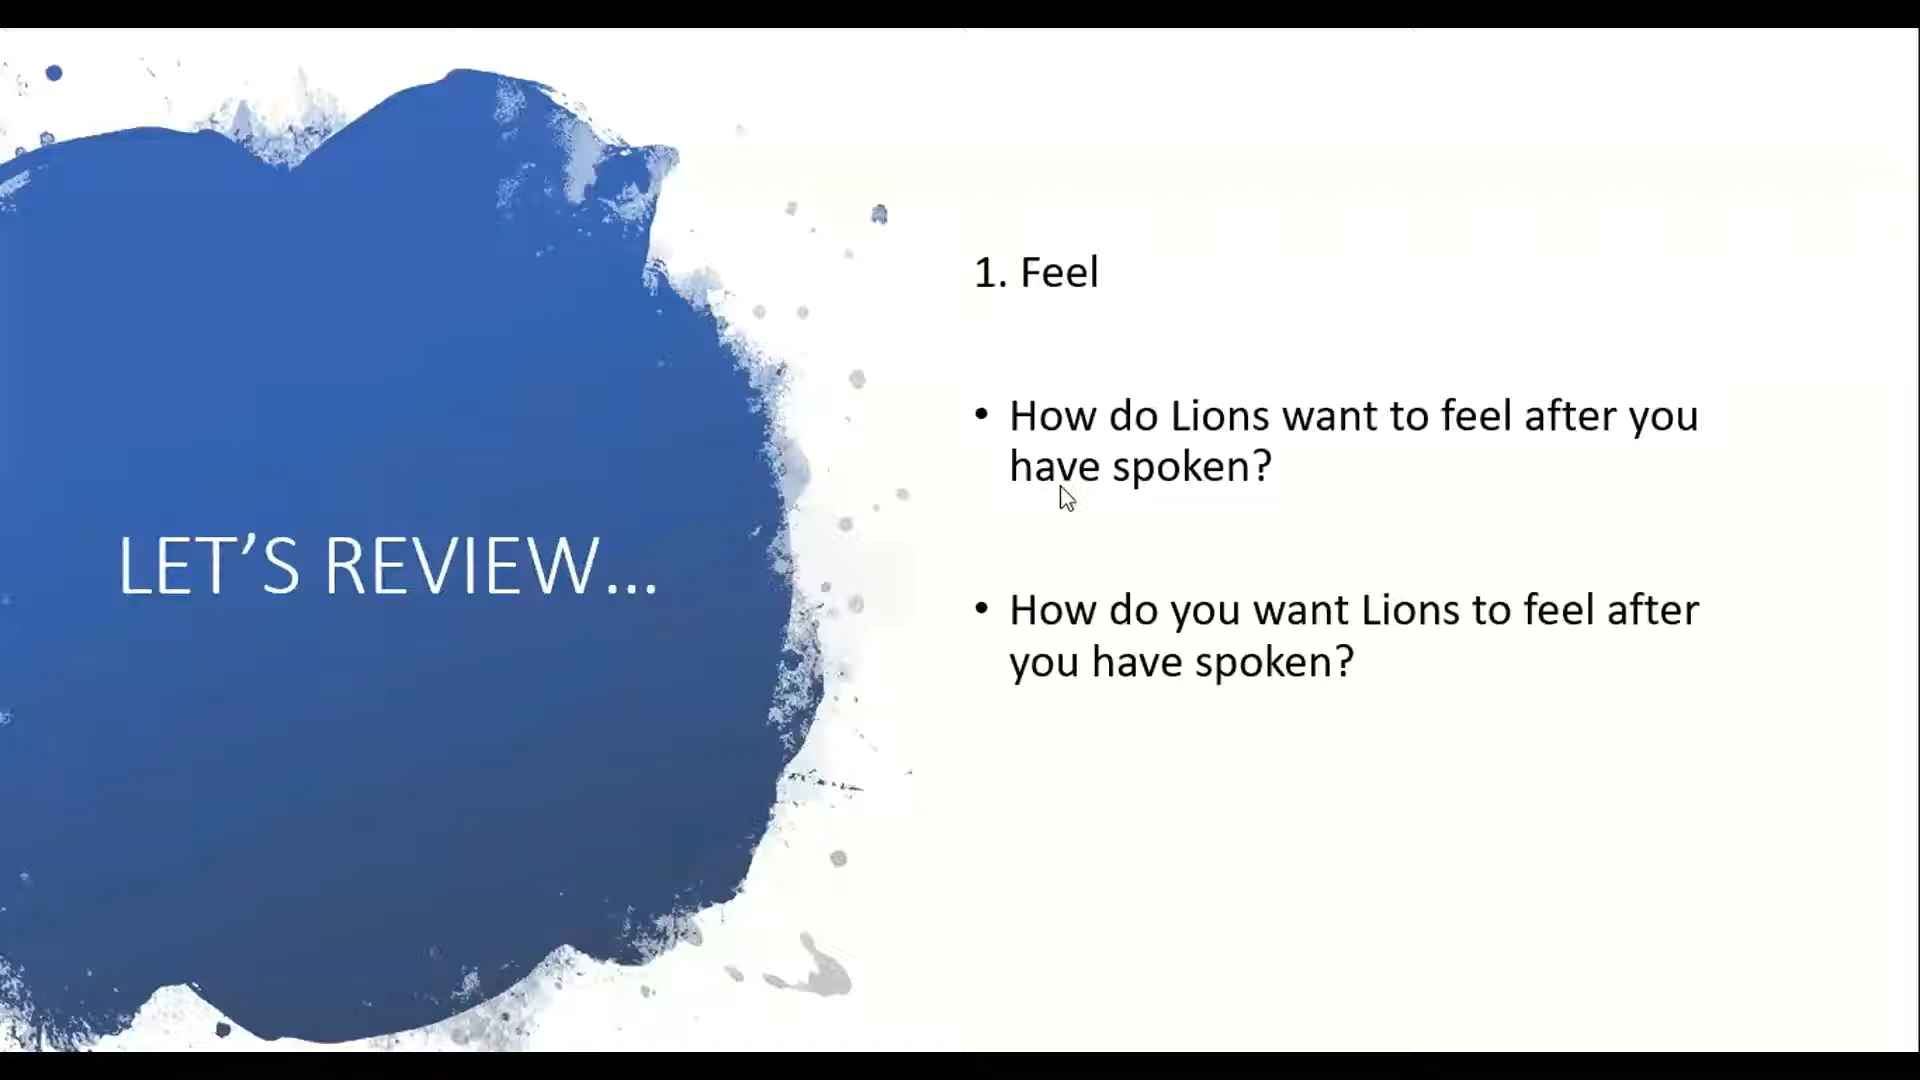 LET’S REVIEW...
1. Feel
• How do Lions want to feel after you
have spoken?
• How do you want Lions to feel after
you have spoken?